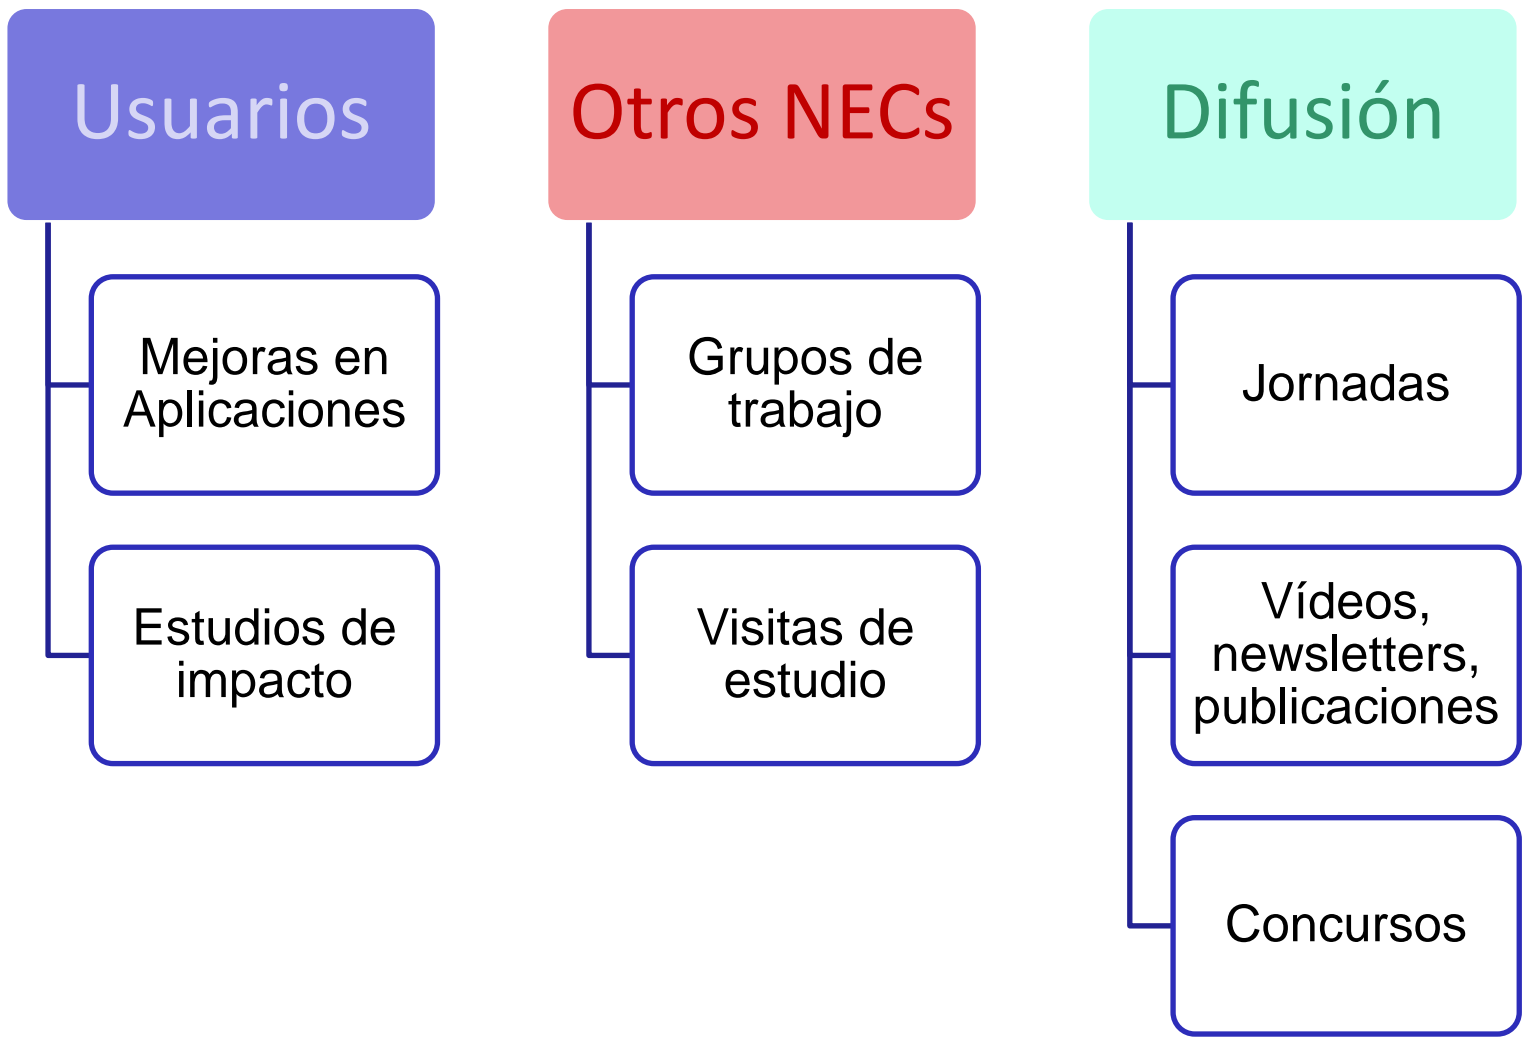 Usuarios
Mejoras en
Aplicaciones
Estudios de
impacto
Otros NECs
Grupos de
trabajo
Visitas de
estudio
Difusión
Jornadas
Vídeos,
newsletters,
publicaciones
Concursos